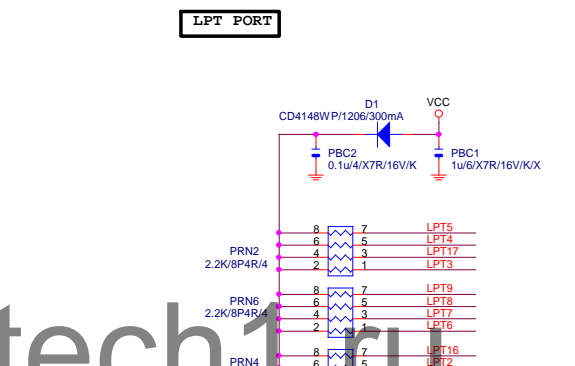 LPT PORT
D1
VCC
CD4148WP/1206/300mA
PBC2
0.1u/4/X7R/16V/K
PBC1
1u/6/X7R/16V/K/X
8 7 LPT5
6 5 LPT4
4 3 LPT17
2 1 LPT3
PRN2
2.2K/8P4R/4
8 7 LPT9
6 5 LPT8
4 3 LPT7
2 1 LPT6
PRN6
2.2K/8P4R/4
8 7 LPT16
6 5 LPT2
PRN4
tech1.ru